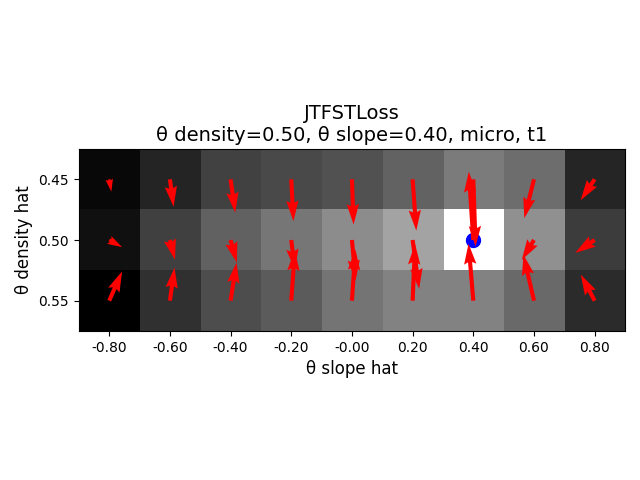 JTFSTLoss
θ density=0.50, θ slope=0.40, micro, t1
θ density hat
0.45
0.50
0.55
-0.80 -0.60 -0.40 -0.20 -0.00 0.20 0.40 0.60 0.80
θ slope hat